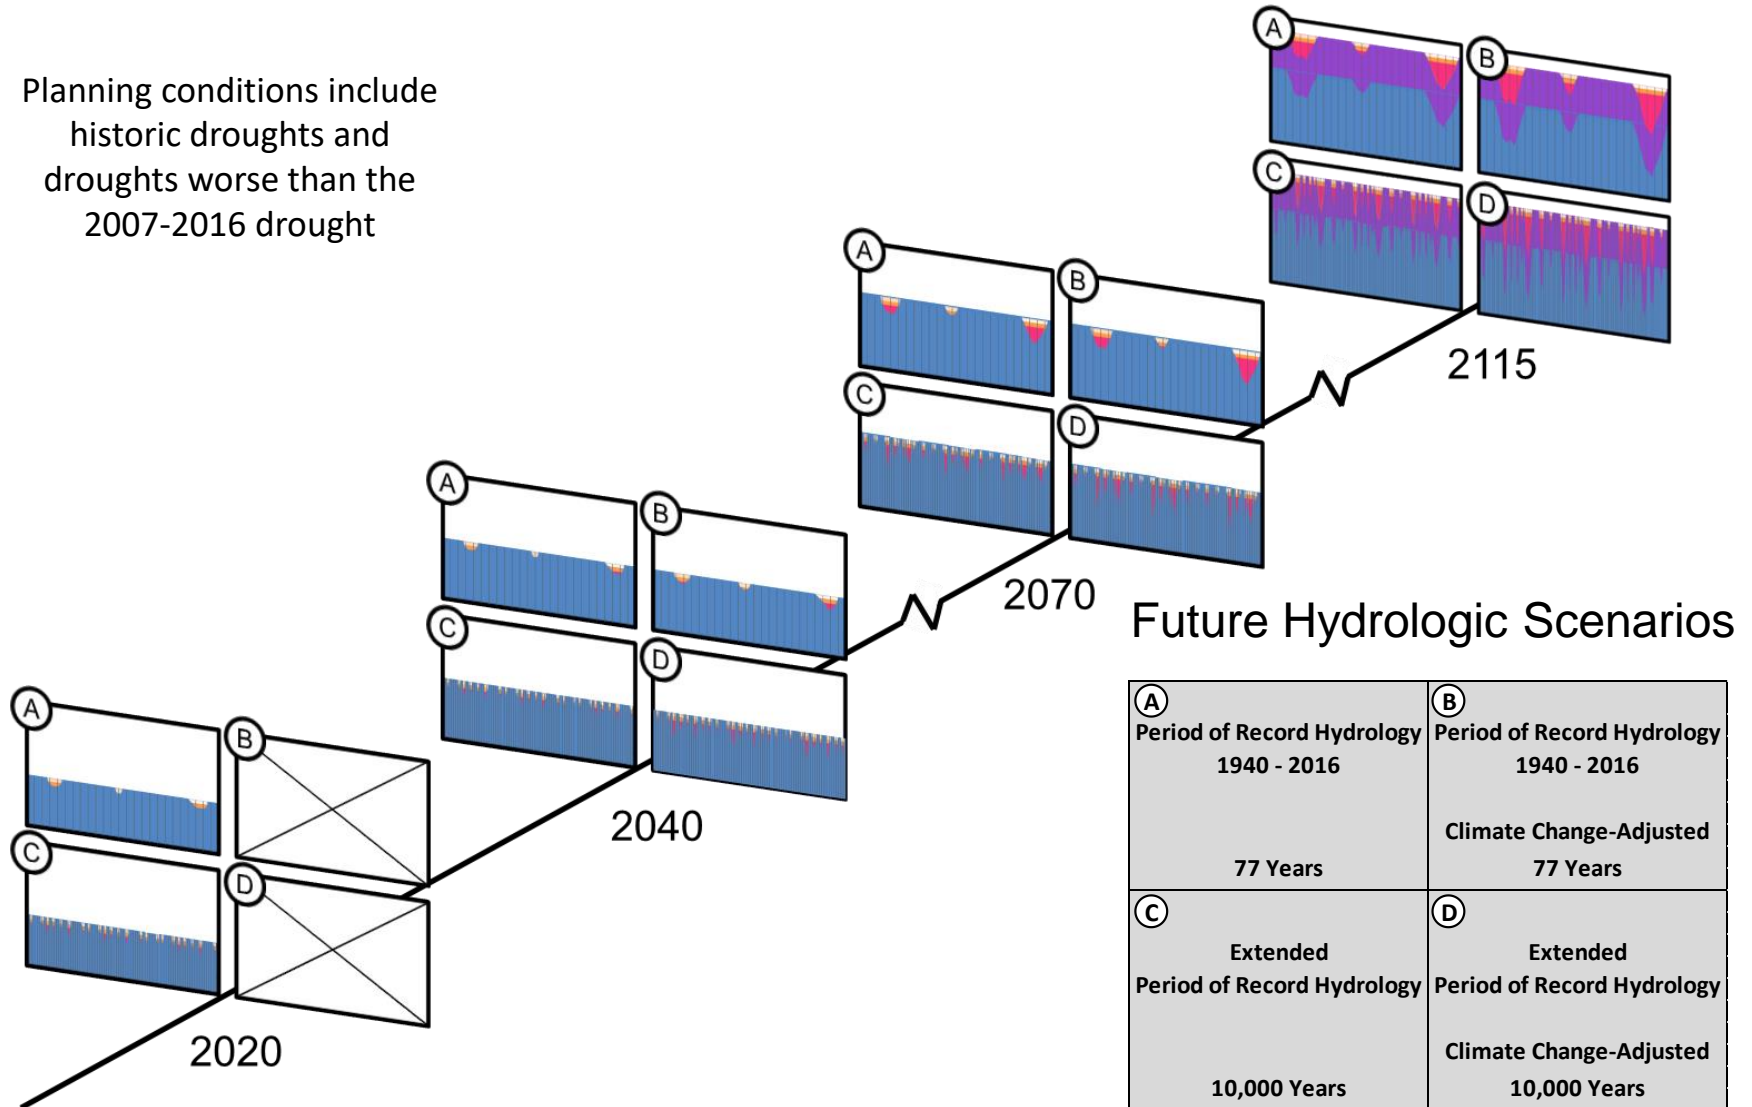 Planning conditions include
historic droughts and
droughts worse than the
2007-2016 drought
A
B
C
D
2115
A
B
C
D
2070
A
B
C
D
2040
A
B
C
D
2020
Future Hydrologic Scenarios
A
Period of Record Hydrology
1940 - 2016
77 Years
B
Period of Record Hydrology
1940 - 2016
Climate Change-Adjusted
77 Years
C
Extended
Period of Record Hydrology
10,000 Years
D
Extended
Period of Record Hydrology
Climate Change-Adjusted
10,000 Years